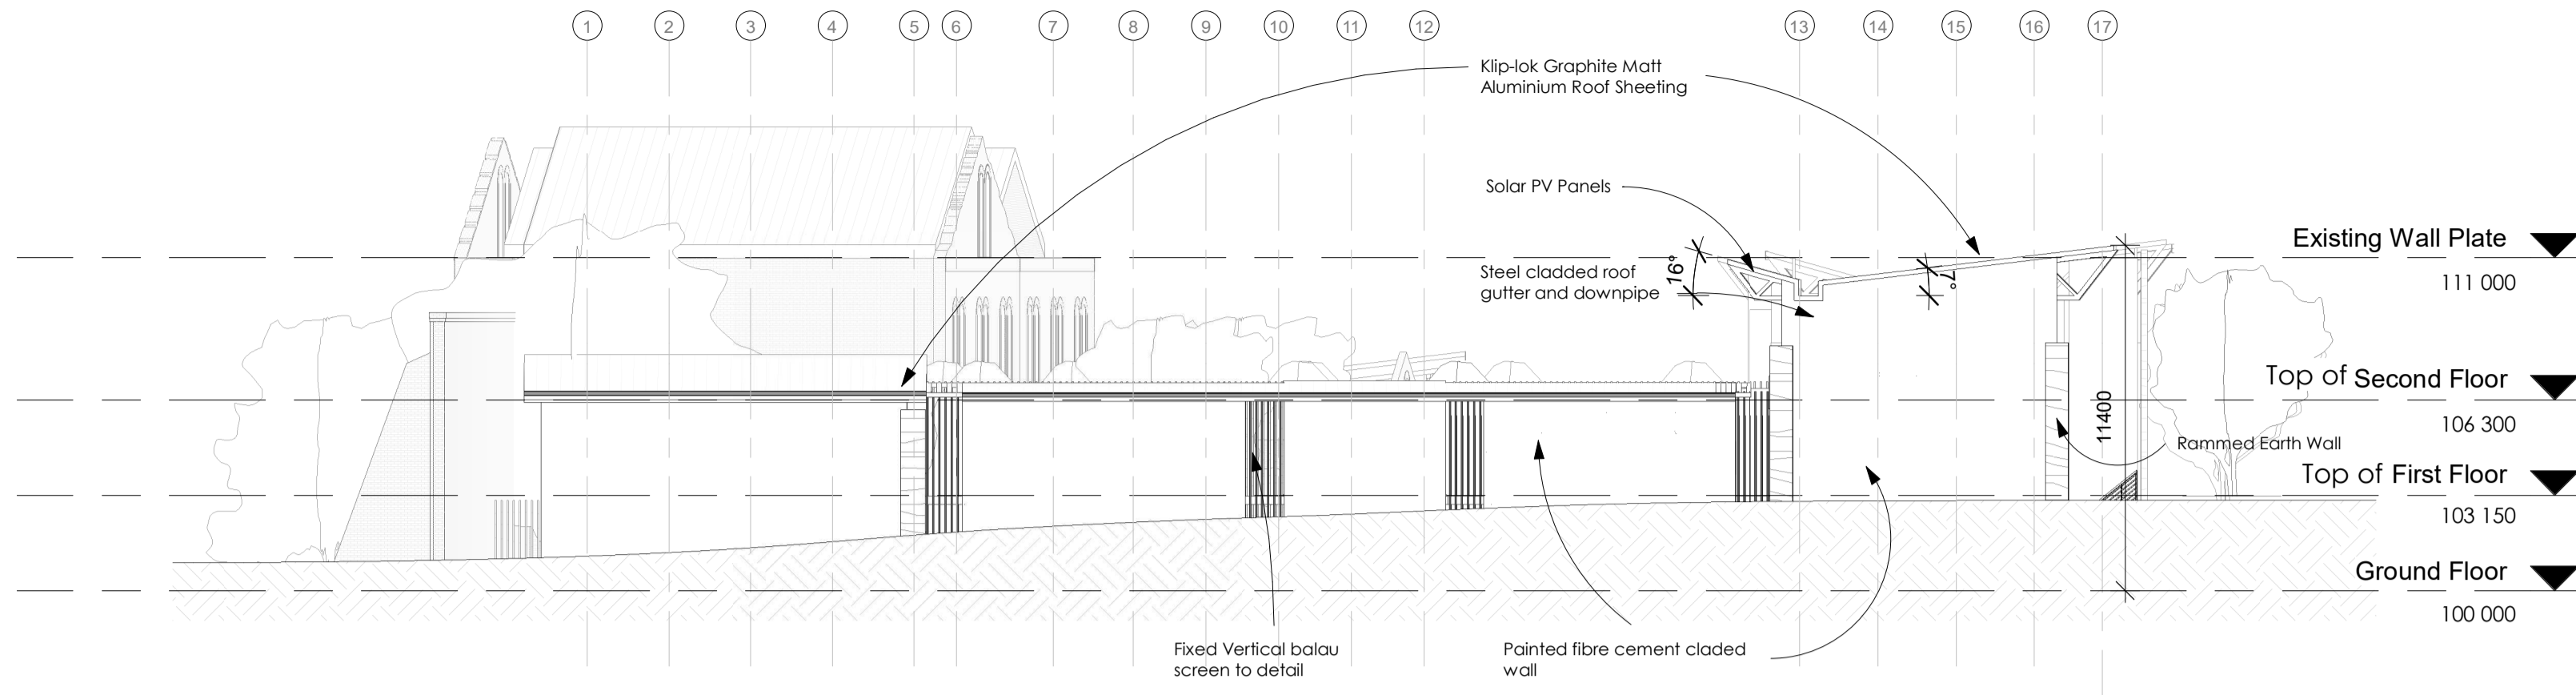 1 2 3 4 5 6 7 8 9 10 11 12 13 14 15 16 17
Klip-lok Graphite Matt
Aluminium Roof Sheeting
Solar PV Panels
Steel cladded roof
gutter and downpipe
16°
7°
Existing Wall Plate
111 000
Top of Second Floor
106 300
11400
Rammed Earth Wall
Top of First Floor
103 150
Ground Floor
100 000
Fixed Vertical balau
screen to detail
Painted fibre cement claded
wall